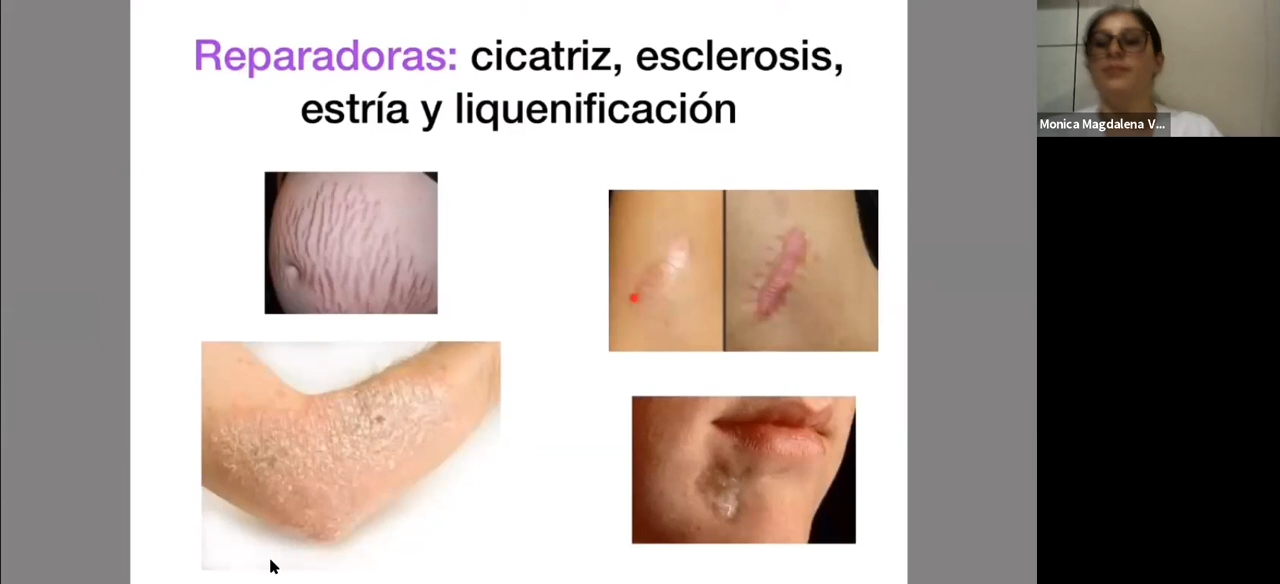 Reparadoras: cicatriz, esclerosis,
estría y liquenificación
Monica Magdalena V...